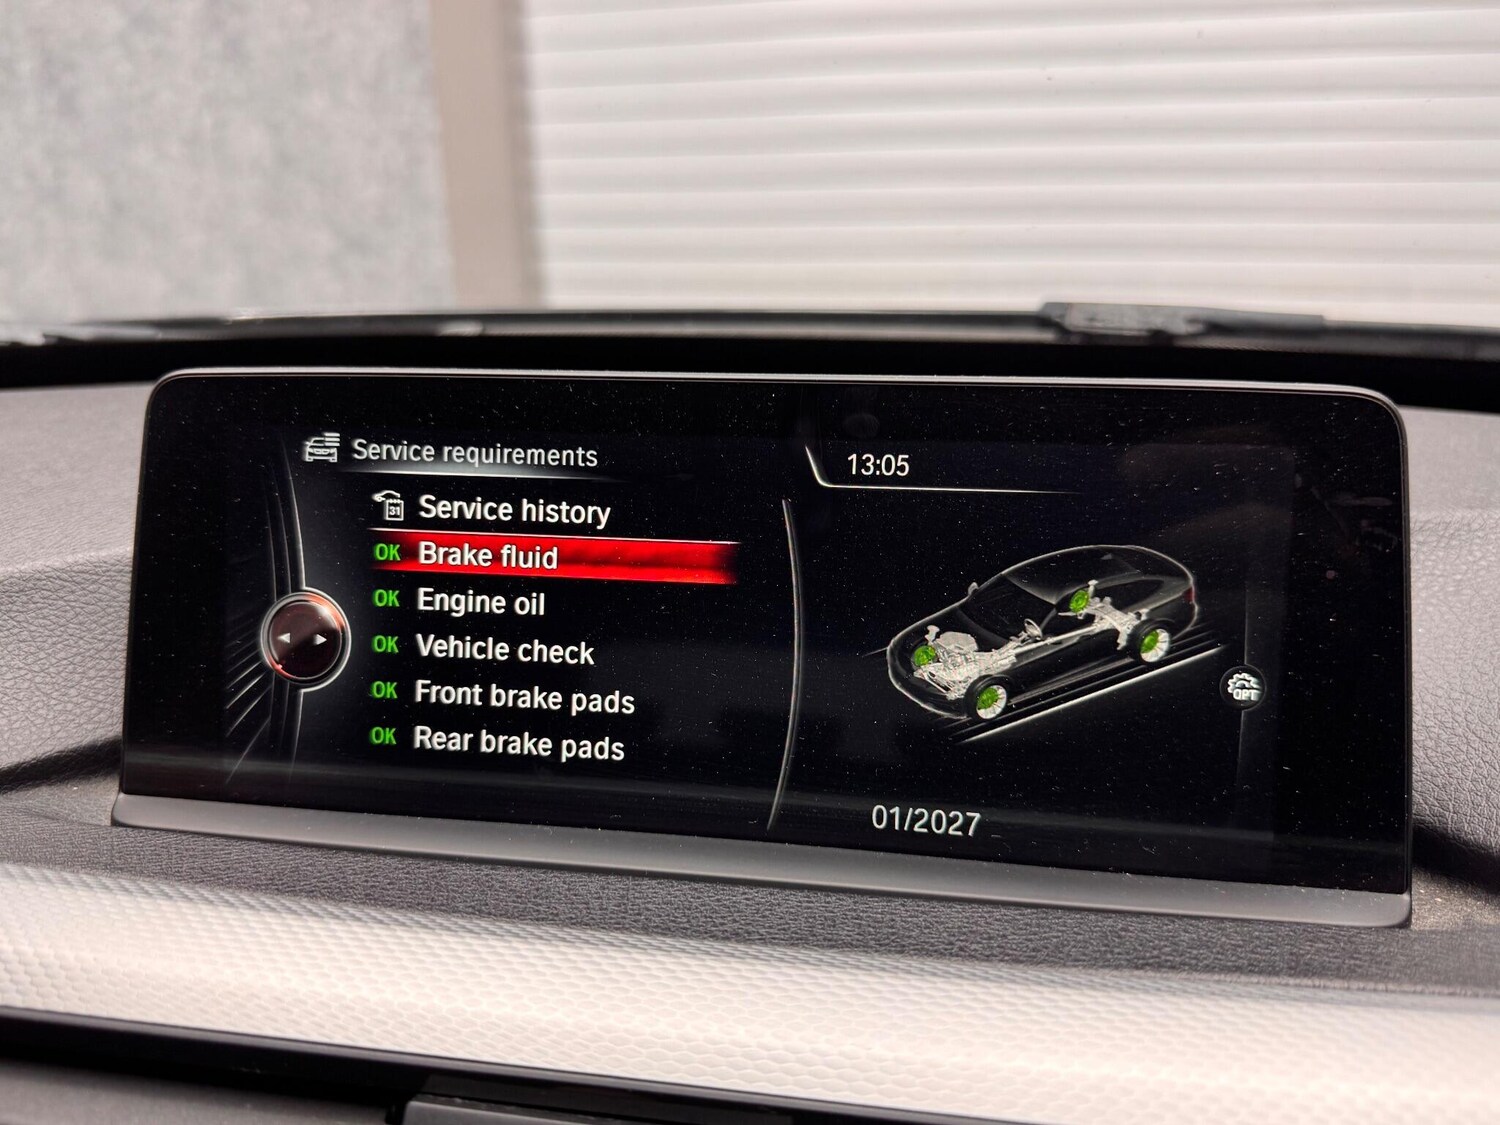 Service requirements
13:05
31 Service history
OK Brake fluid
OK Engine oil
OK Vehicle check
OK Front brake pads
OK Rear brake pads
OPT
01/2027